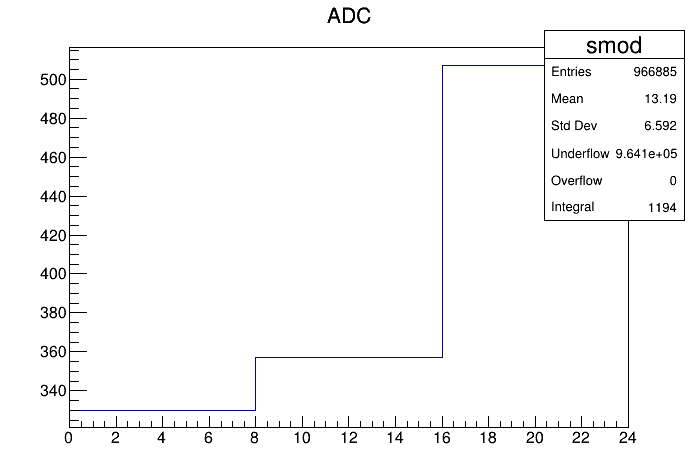 ADC
smod
Entries 966885
Mean 13.19
Std Dev 6.592
Underflow 9.641e+05
Overflow 0
Integral 1194
500
480
460
440
420
400
380
360
340
0 2 4 6 8 10 12 14 16 18 20 22 24